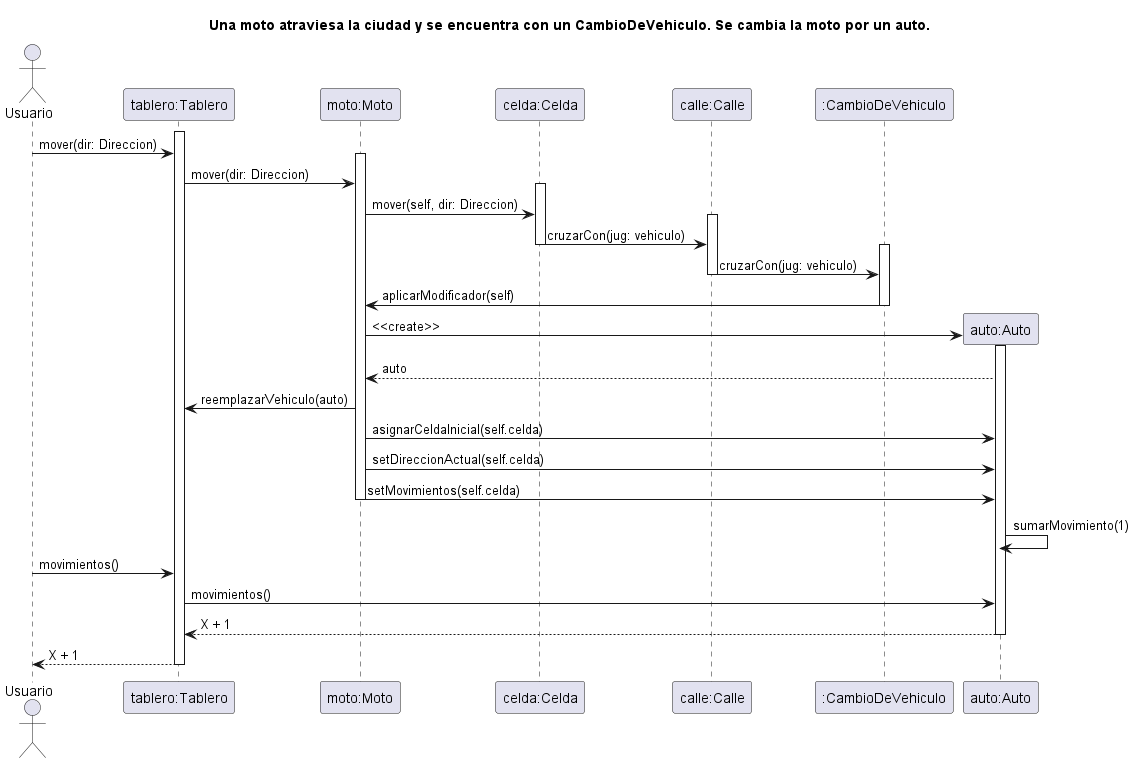 Una moto atraviesa la ciudad y se encuentra con un CambioDeVehiculo. Se cambia la moto por un auto.
Usuario
tablero:Tablero
moto:Moto
celda:Celda
calle:Calle
:CambioDeVehiculo
mover(dir: Direccion)
mover(dir: Direccion)
mover(self, dir: Direccion)
cruzarCon(jug: vehiculo)
cruzarCon(jug: vehiculo)
aplicarModificador(self)
<<create>>
auto:Auto
auto
reemplazarVehiculo(auto)
asignarCeldaInicial(self.celda)
setDireccionActual(self.celda)
setMovimientos(self.celda)
sumarMovimiento(1)
movimientos()
movimientos()
X + 1
X + 1
Usuario
tablero:Tablero
moto:Moto
celda:Celda
calle:Calle
:CambioDeVehiculo
auto:Auto